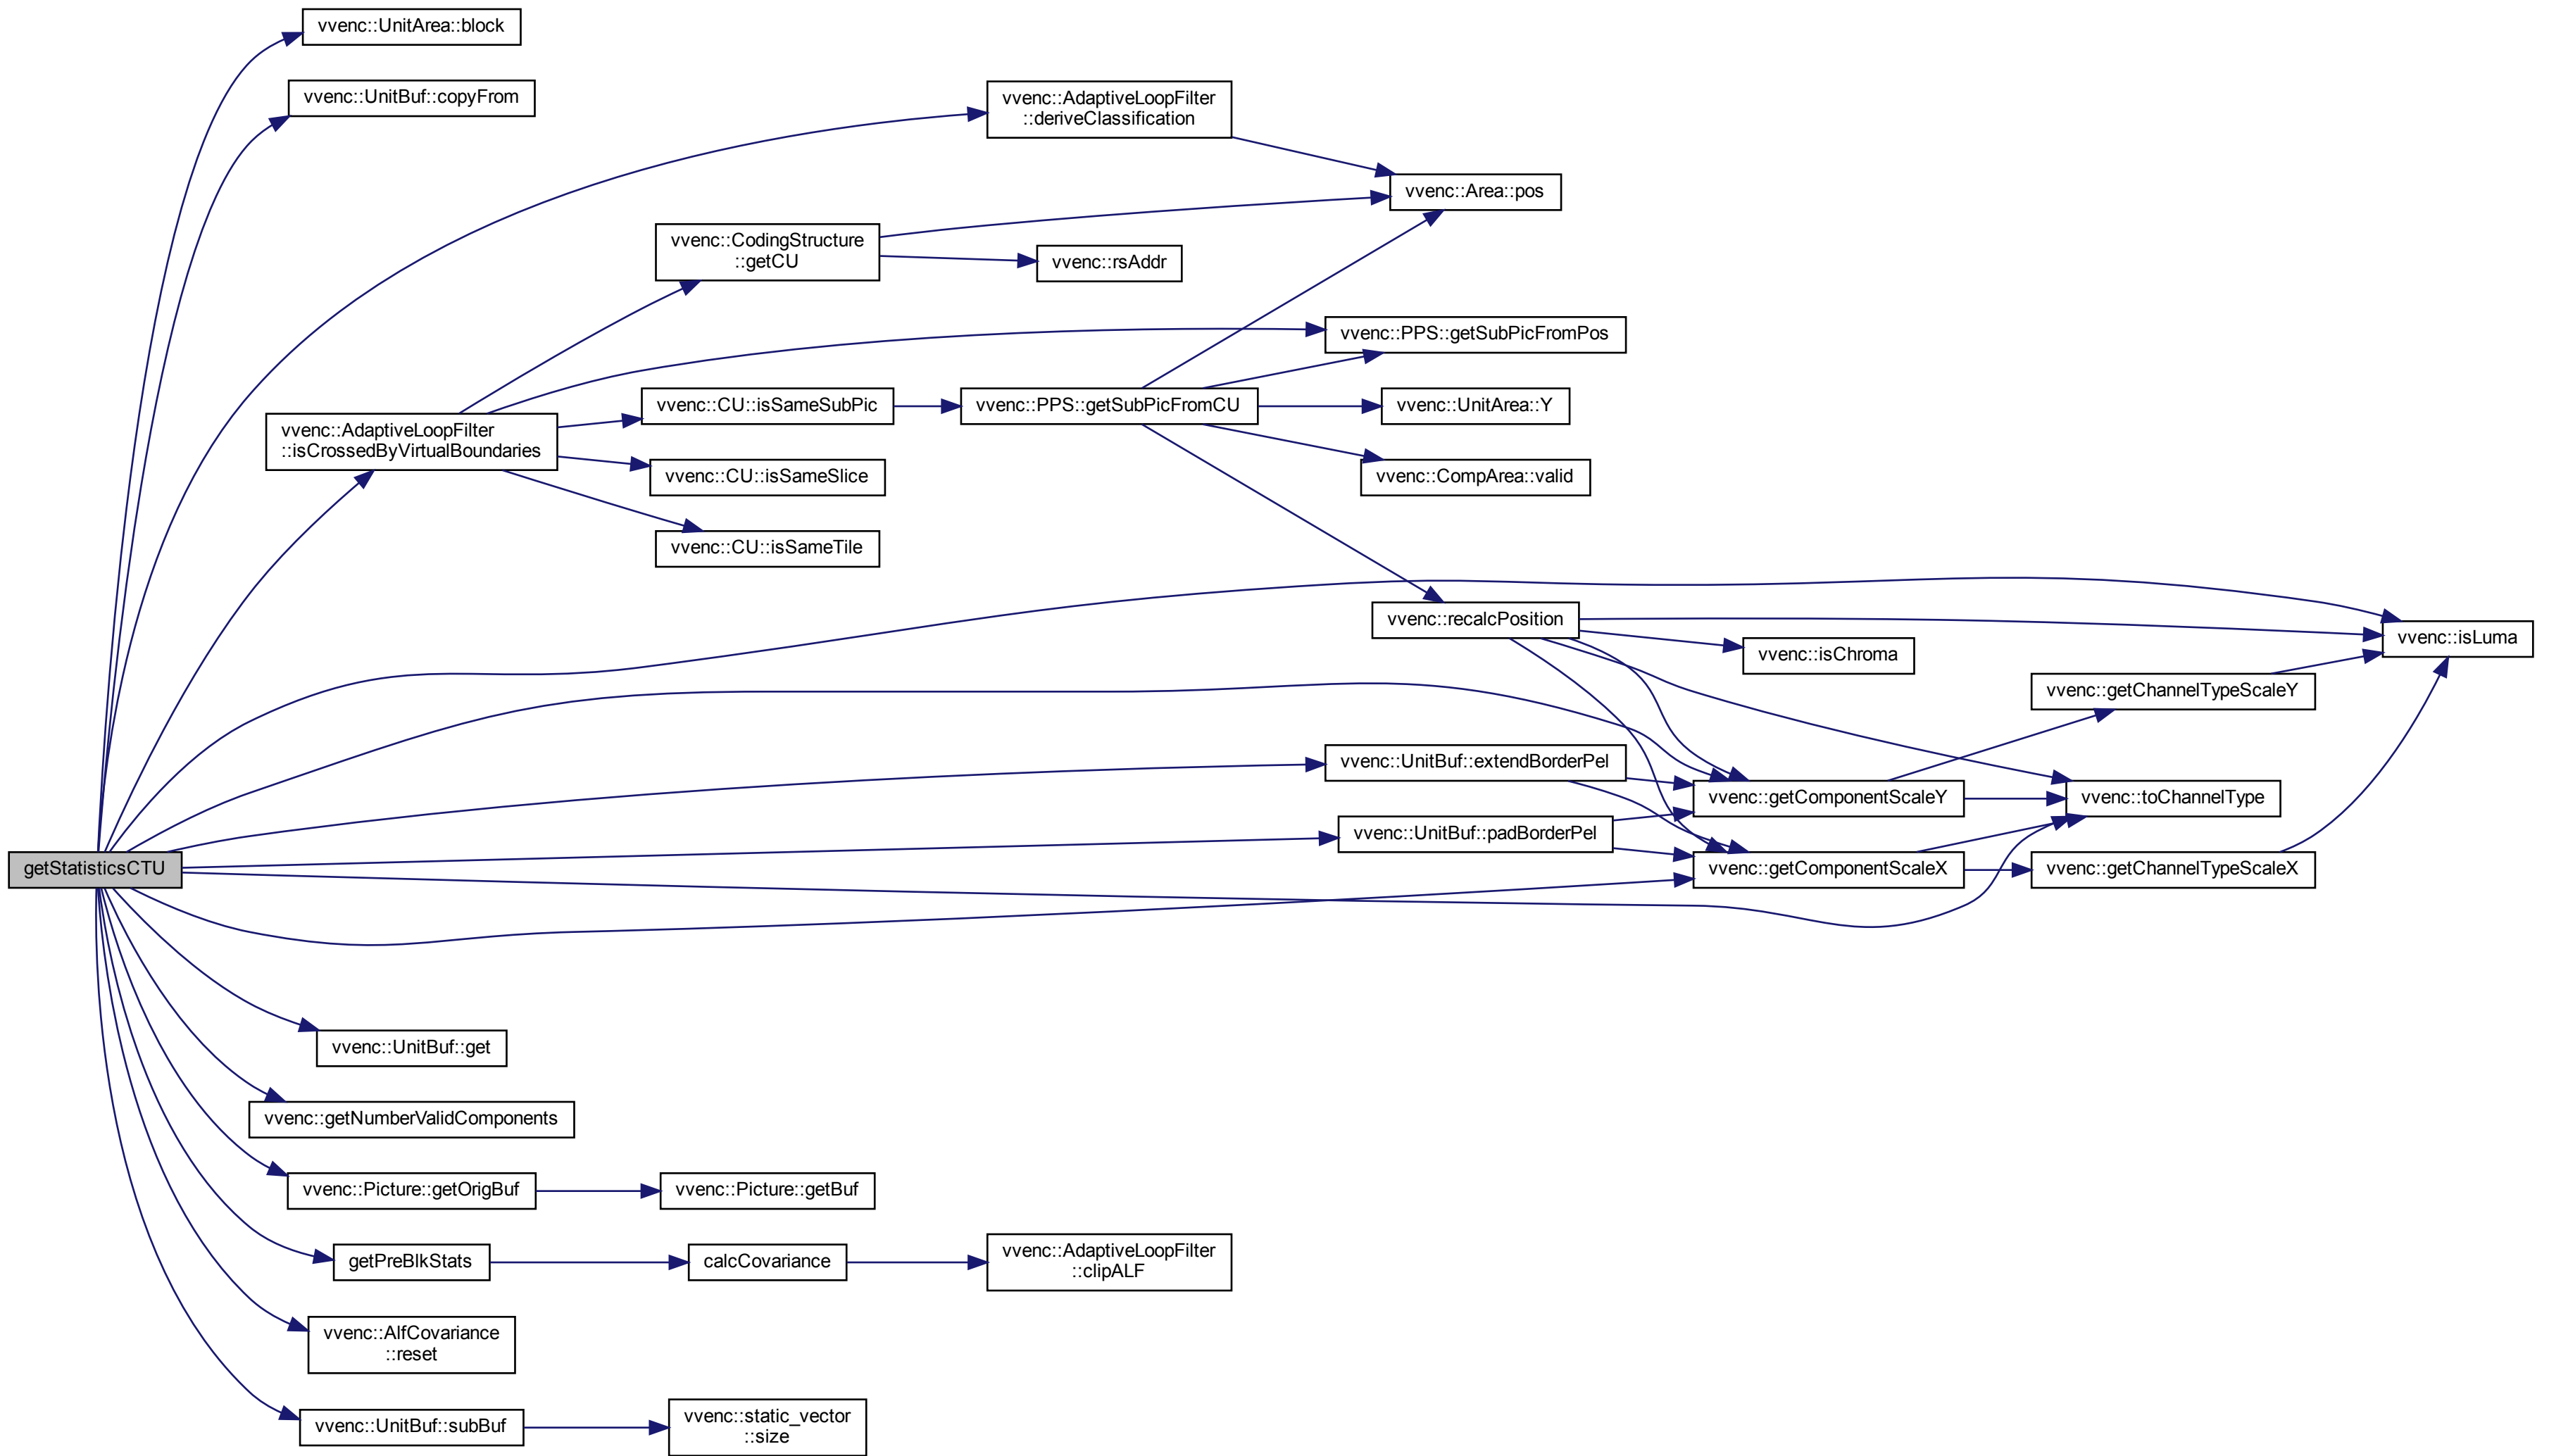 vvenc::UnitArea::block
vvenc::UnitBuf::copyFrom
vvenc::AdaptiveLoopFilter
::deriveClassification
vvenc::Area::pos
vvenc::CodingStructure
::getCU
vvenc::rsAddr
vvenc::PPS::getSubPicFromPos
vvenc::AdaptiveLoopFilter
::isCrossedByVirtualBoundaries
vvenc::CU::isSameSubPic
vvenc::PPS::getSubPicFromCU
vvenc::UnitArea::Y
vvenc::CU::isSameSlice
vvenc::CompArea::valid
vvenc::CU::isSameTile
vvenc::recalcPosition
vvenc::isLuma
vvenc::isChroma
vvenc::getChannelTypeScaleY
vvenc::UnitBuf::extendBorderPel
vvenc::getComponentScaleY
vvenc::toChannelType
vvenc::UnitBuf::padBorderPel
getStatisticsCTU
vvenc::getComponentScaleX
vvenc::getChannelTypeScaleX
vvenc::UnitBuf::get
vvenc::getNumberValidComponents
vvenc::Picture::getOrigBuf
vvenc::Picture::getBuf
getPreBlkStats
calcCovariance
vvenc::AdaptiveLoopFilter
::clipALF
vvenc::AlfCovariance
::reset
vvenc::UnitBuf::subBuf
vvenc::static_vector
::size